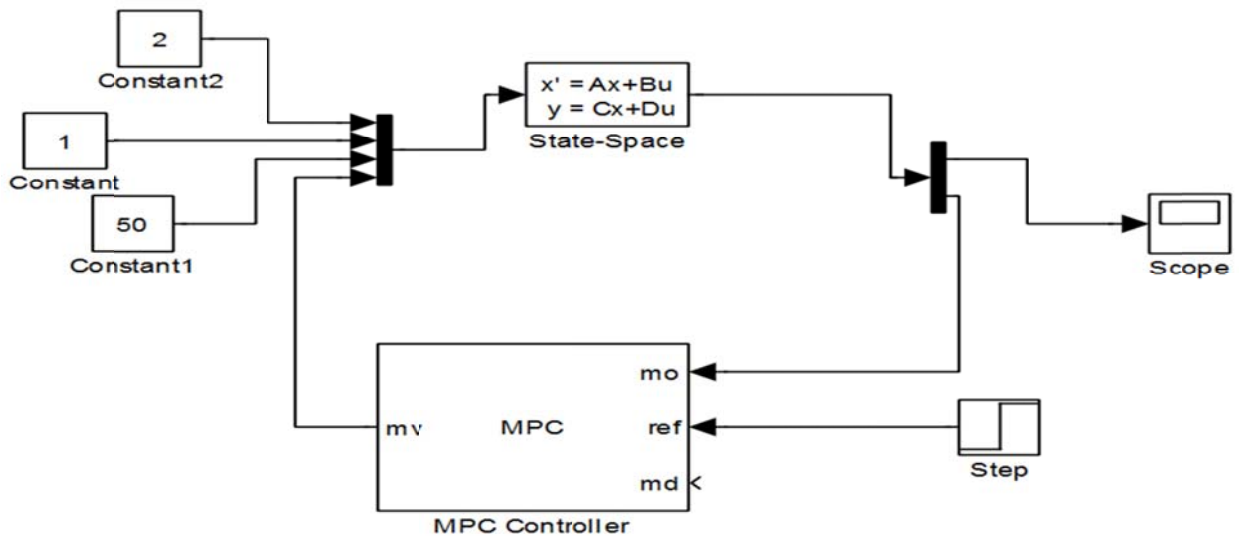 2
Constant2
1
Constant
50
Constant1
x' = Ax+Bu
y = Cx+Du
State-Space
Scope
mo
mv
MPC
ref
md
MPC Controller
Step